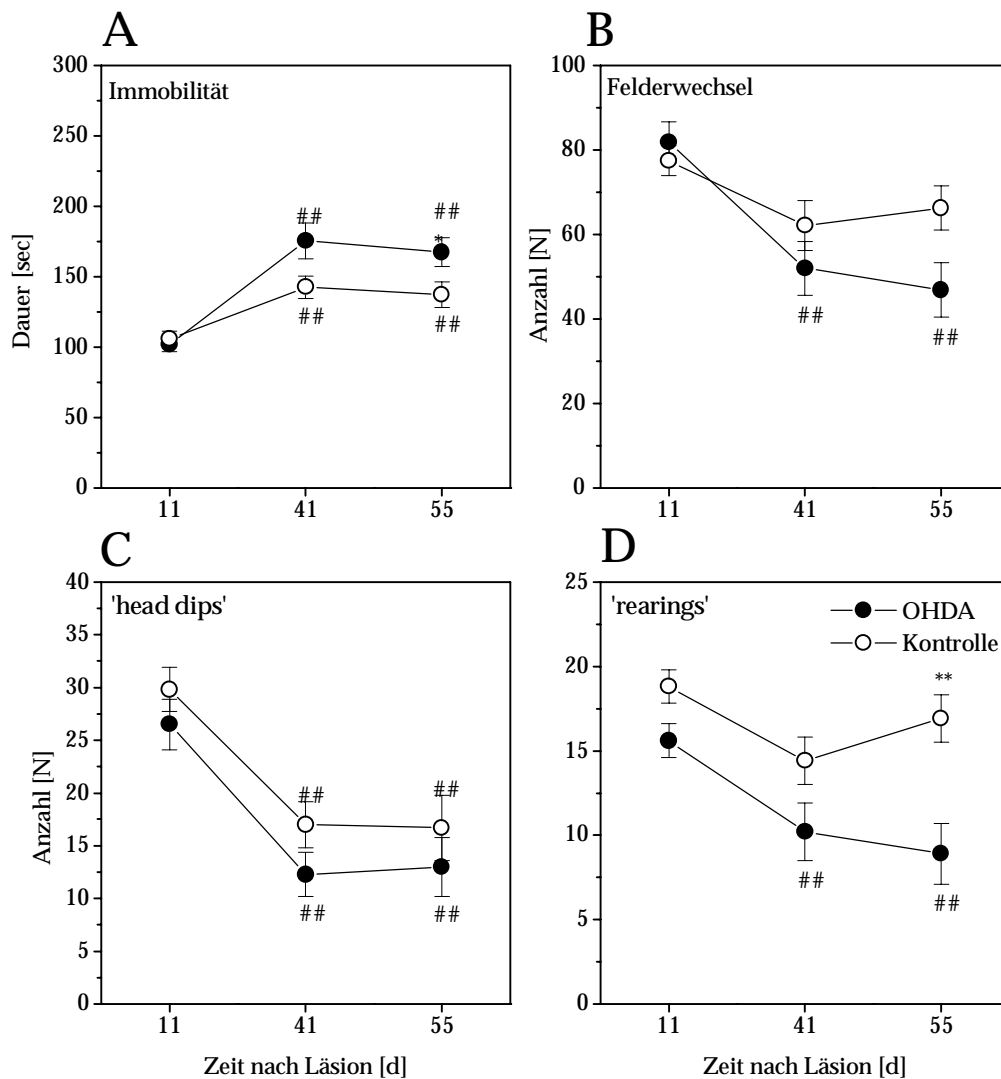 A
300
250
200
150
100
50
0
Dauer [sec]
Immobilität
##
##
*
##
##
11 41 55
B
100
80
60
40
20
0
Anzahl [N]
Felderwechsel
##
##
11 41 55
C
40
35
30
25
20
15
10
5
0
Anzahl [N]
'head dips'
##
##
##
##
11 41 55
Zeit nach Läsion [d]
D
25
20
15
10
5
0
'rearings'
OHDA
Kontrolle
**
##
##
11 41 55
Zeit nach Läsion [d]